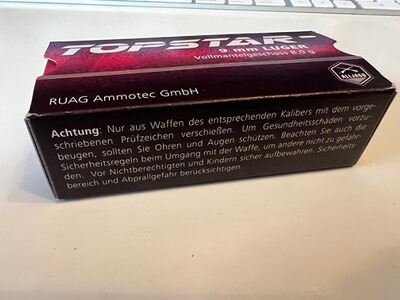 TOPSTAR
9 mm LUGER
Vollmantelgeschoss 8,0 g
ALLJAGD
RUAG Ammotec GmbH
Achtung: Nur aus Waffen des entsprechenden Kalibers mit dem vorge-
schriebenen Prüfzeichen verschießen. Um Gesundheitsschäden vorzu-
beugen, sollten Sie Ohren und Augen schützen. Beachten Sie auch die
Sicherheitsregeln beim Umgang mit der Waffe, um andere nicht zu gefähr-
den. Vor Nichtberechtigten und Kindern sicher aufbewahren. Sicherheits-
bereich und Abprallgefahr berücksichtigen.